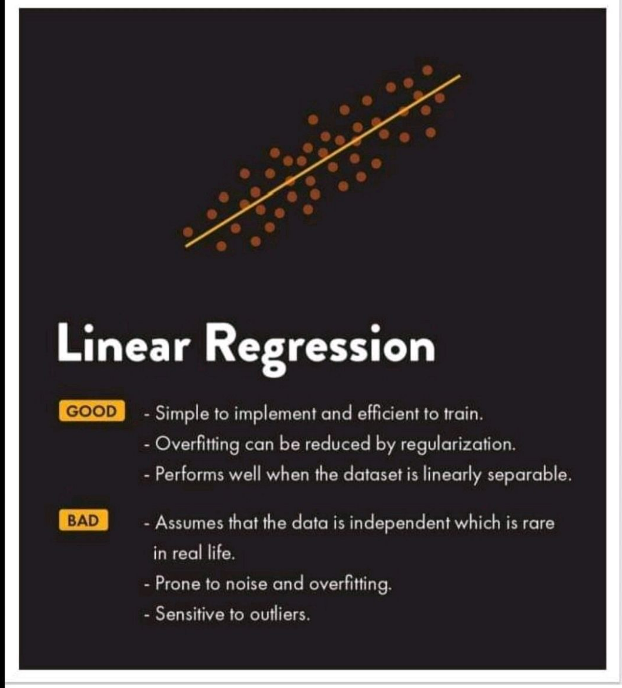 Linear Regression
GOOD - Simple to implement and efficient to train.
- Overfitting can be reduced by regularization.
- Performs well when the dataset is linearly separable.
BAD - Assumes that the data is independent which is rare
in real life.
- Prone to noise and overfitting.
- Sensitive to outliers.